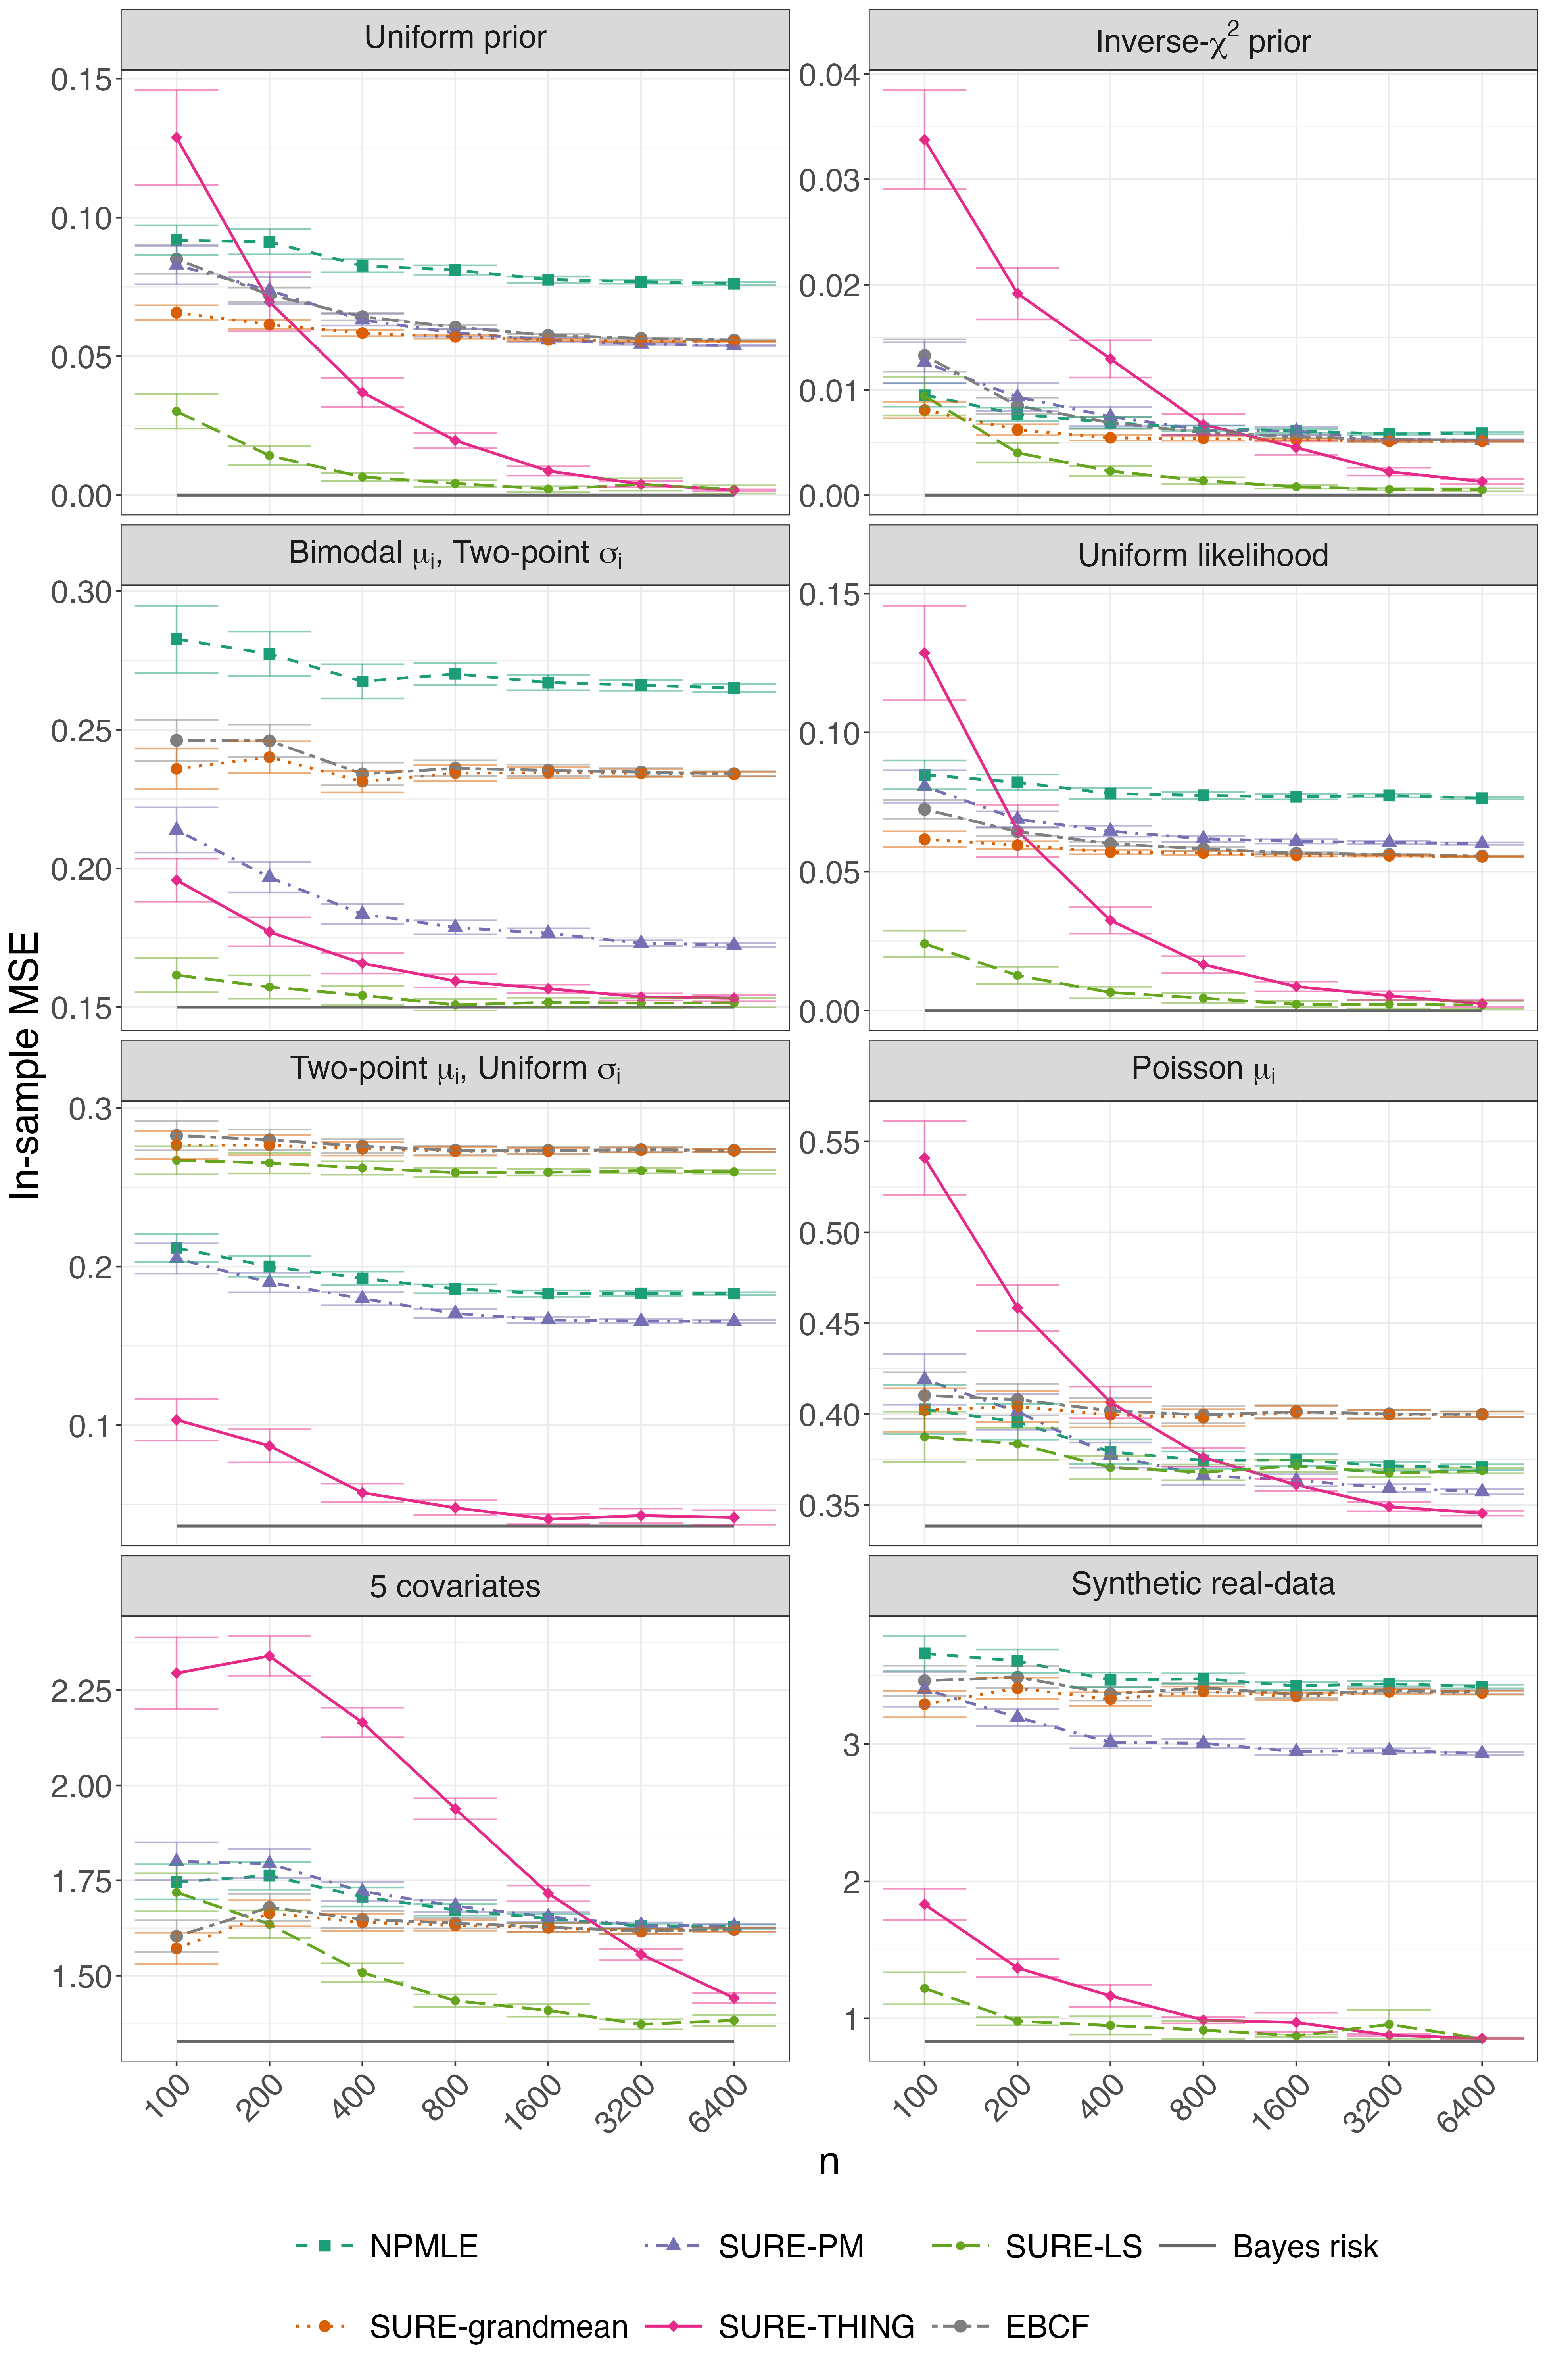 In-sample MSE
Uniform prior
0.15
0.10
0.05
0.00
Inverse-χ² prior
0.04
0.03
0.02
0.01
0.00
Bimodal μᵢ, Two-point σᵢ
0.30
0.25
0.20
0.15
Uniform likelihood
0.15
0.10
0.05
0.00
Two-point μᵢ, Uniform σᵢ
0.3
0.2
0.1
Poisson μᵢ
0.55
0.50
0.45
0.40
0.35
5 covariates
2.25
2.00
1.75
1.50
Synthetic real-data
3
2
1
100 200 400 800 1600 3200 6400
100 200 400 800 1600 3200 6400
n
NPMLE SURE-PM SURE-LS Bayes risk
SURE-grandmean SURE-THING EBCF